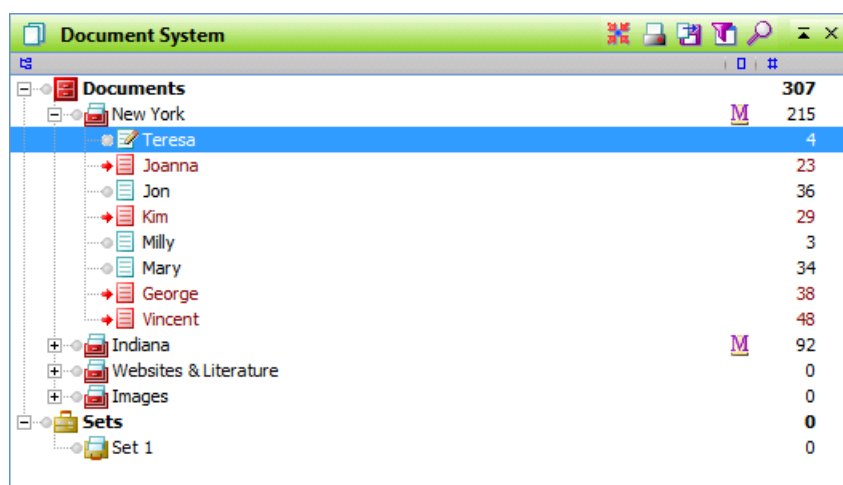 Document System
#
Documents 307
New York M 215
Teresa 4
Joanna 23
Jon 36
Kim 29
Milly 3
Mary 34
George 38
Vincent 48
Indiana M 92
Websites & Literature 0
Images 0
Sets 0
Set 1 0